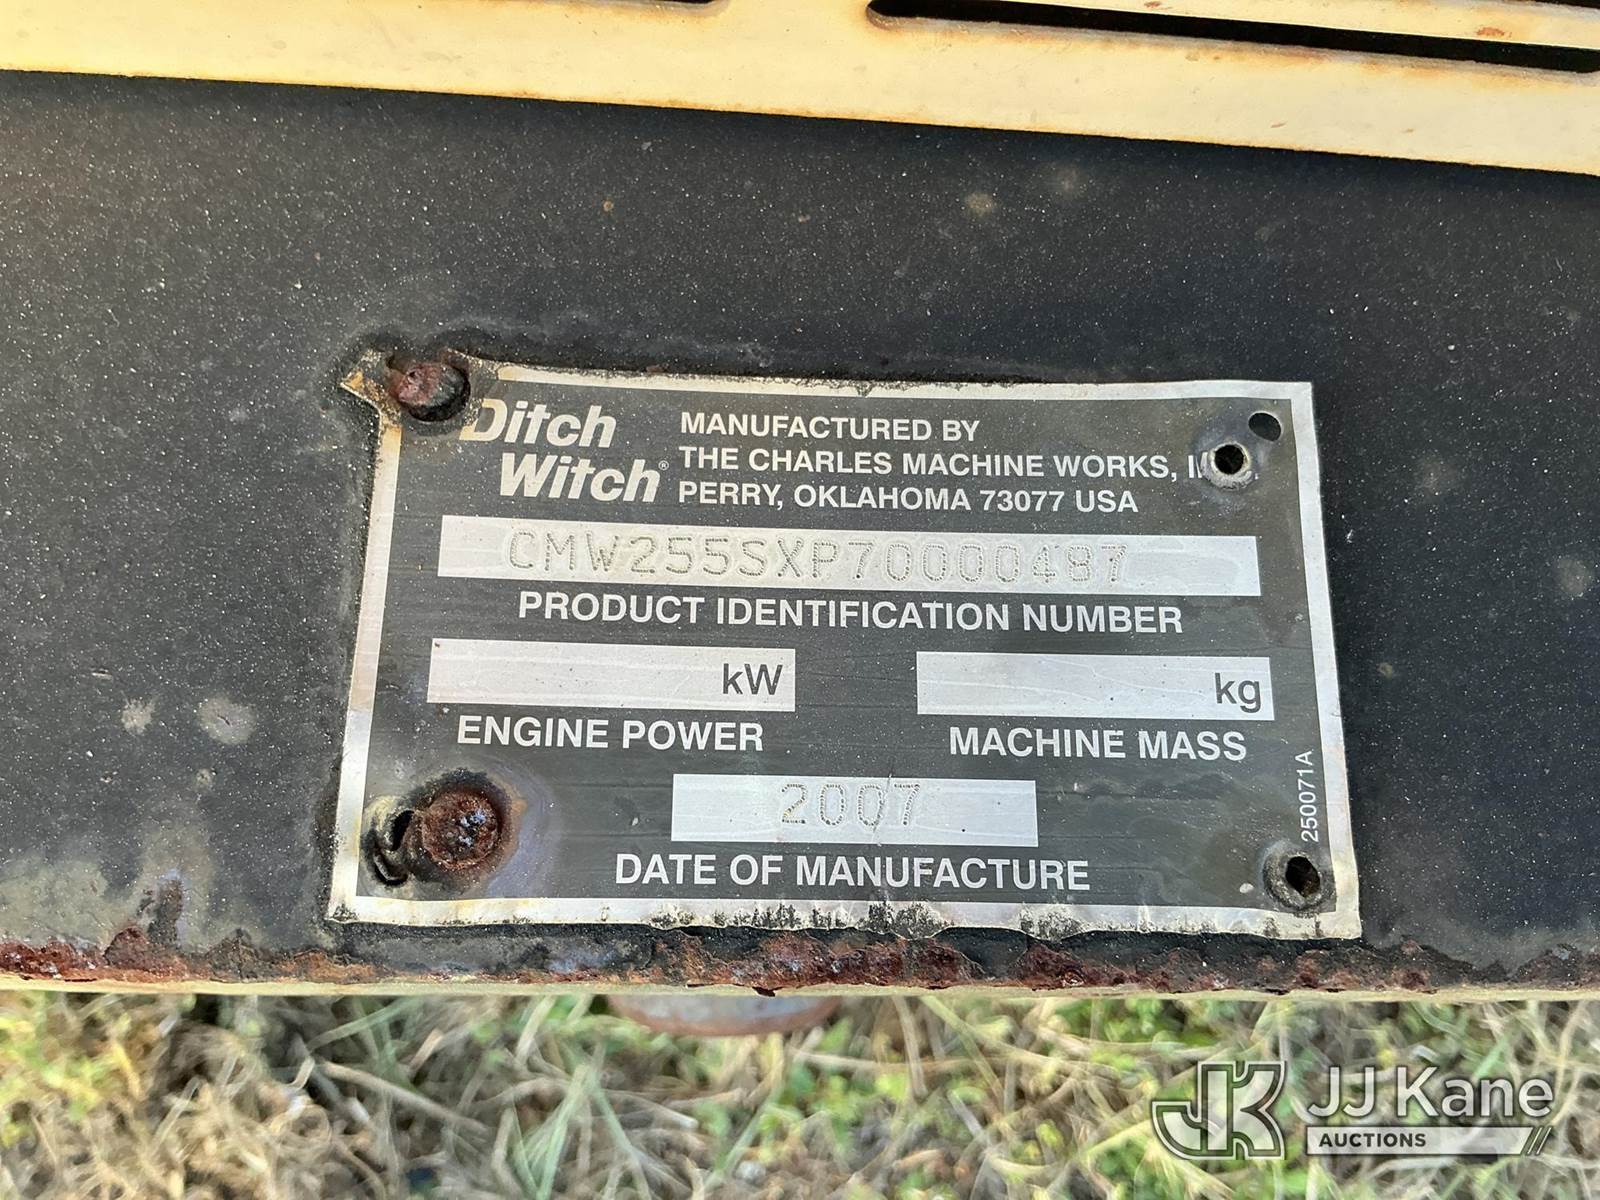 Ditch
Witch®
MANUFACTURED BY
THE CHARLES MACHINE WORKS,
PERRY, OKLAHOMA 73077 USA
CMW255SXP70000487
PRODUCT IDENTIFICATION NUMBER
kW
ENGINE POWER
kg
MACHINE MASS
2007
DATE OF MANUFACTURE
250071A
JK
JJ Kane
AUCTIONS